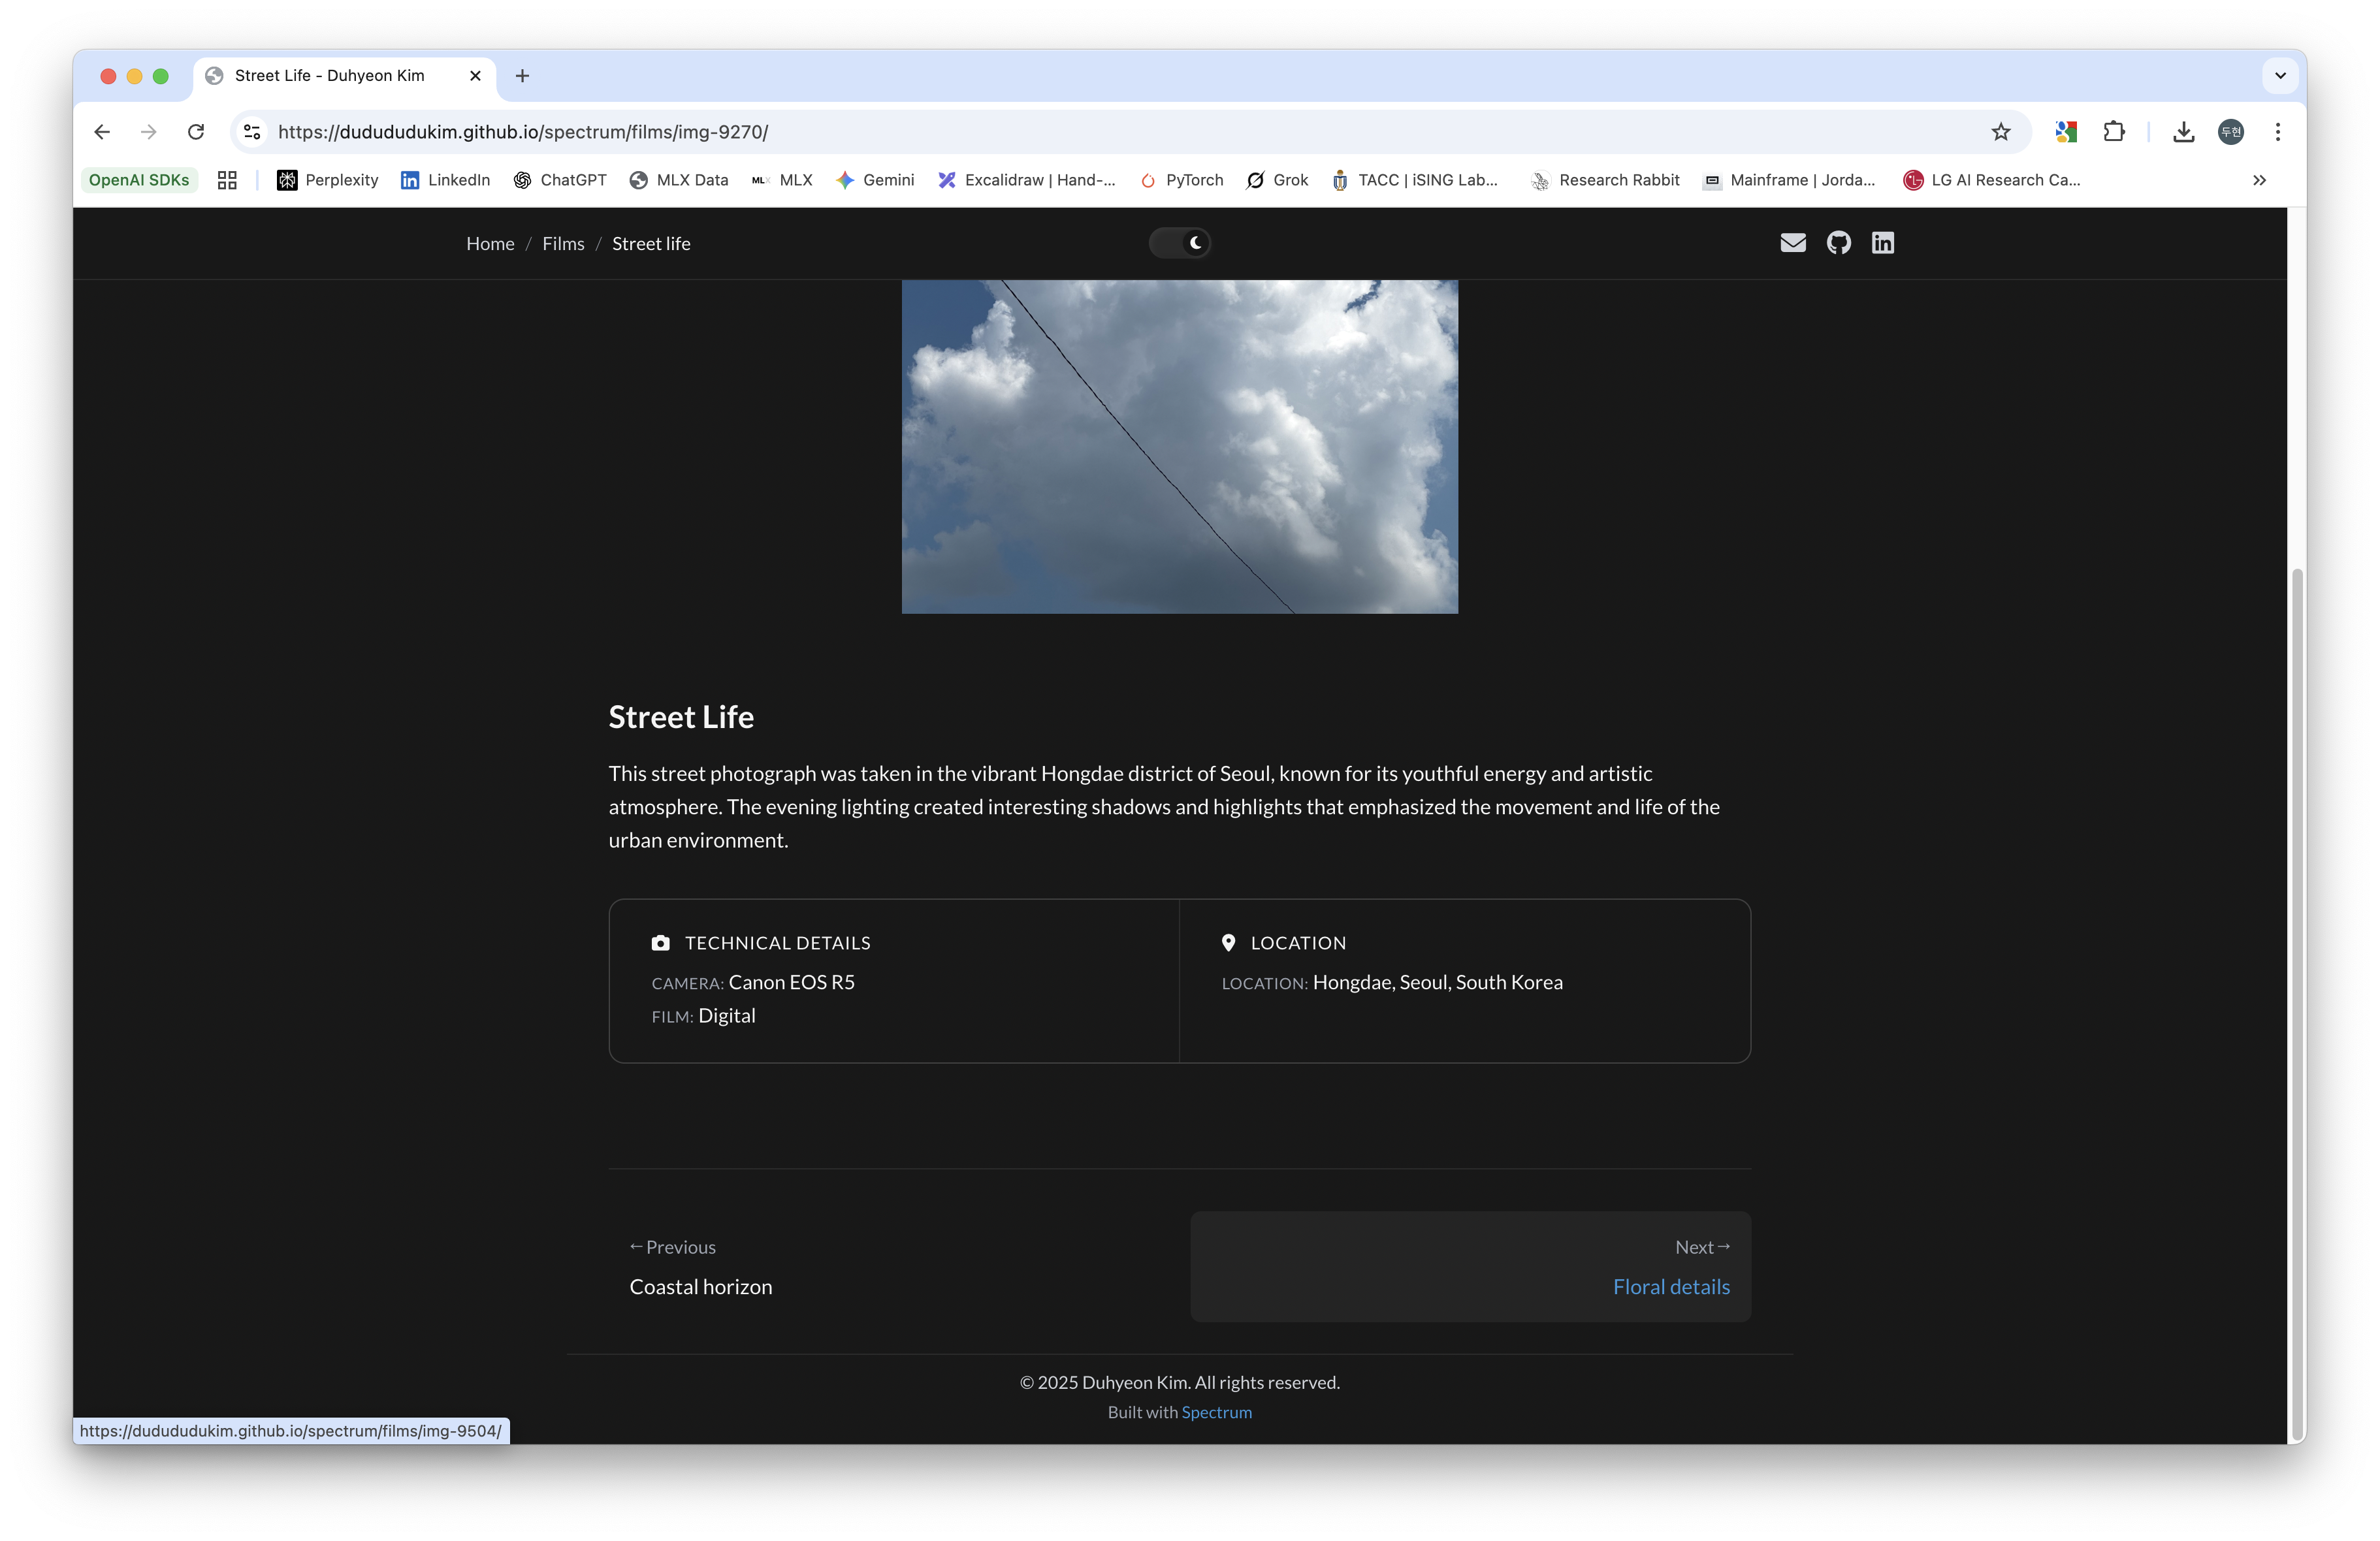 Street Life - Duhyeon Kim
https://dudududukim.github.io/spectrum/films/img-9270/
두현
OpenAI SDKs
Perplexity
LinkedIn
ChatGPT
MLX Data
MLX
Gemini
Excalidraw | Hand-...
PyTorch
Grok
TACC | iSING Lab...
Research Rabbit
Mainframe | Jorda...
LG AI Research Ca...
Home / Films / Street life
Street Life
This street photograph was taken in the vibrant Hongdae district of Seoul, known for its youthful energy and artistic
atmosphere. The evening lighting created interesting shadows and highlights that emphasized the movement and life of the
urban environment.
TECHNICAL DETAILS
CAMERA: Canon EOS R5
FILM: Digital
LOCATION
LOCATION: Hongdae, Seoul, South Korea
←Previous
Coastal horizon
Next→
Floral details
© 2025 Duhyeon Kim. All rights reserved.
Built with Spectrum
https://dudududukim.github.io/spectrum/films/img-9504/